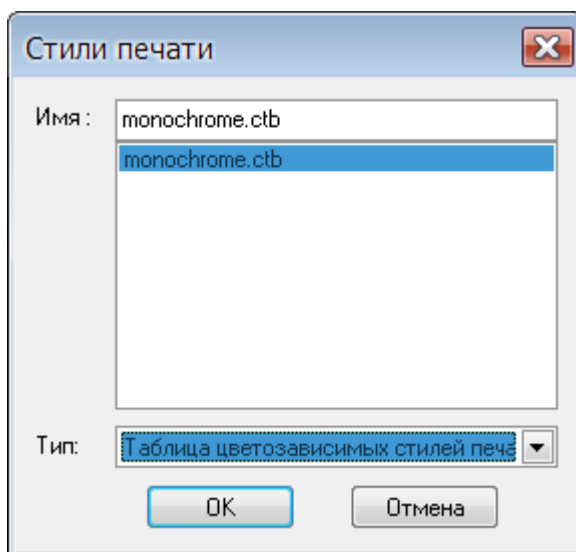 Стили печати
Имя : monochrome.ctb
monochrome.ctb
Тип: Таблица цветозависимых стилей печа
OK Отмена